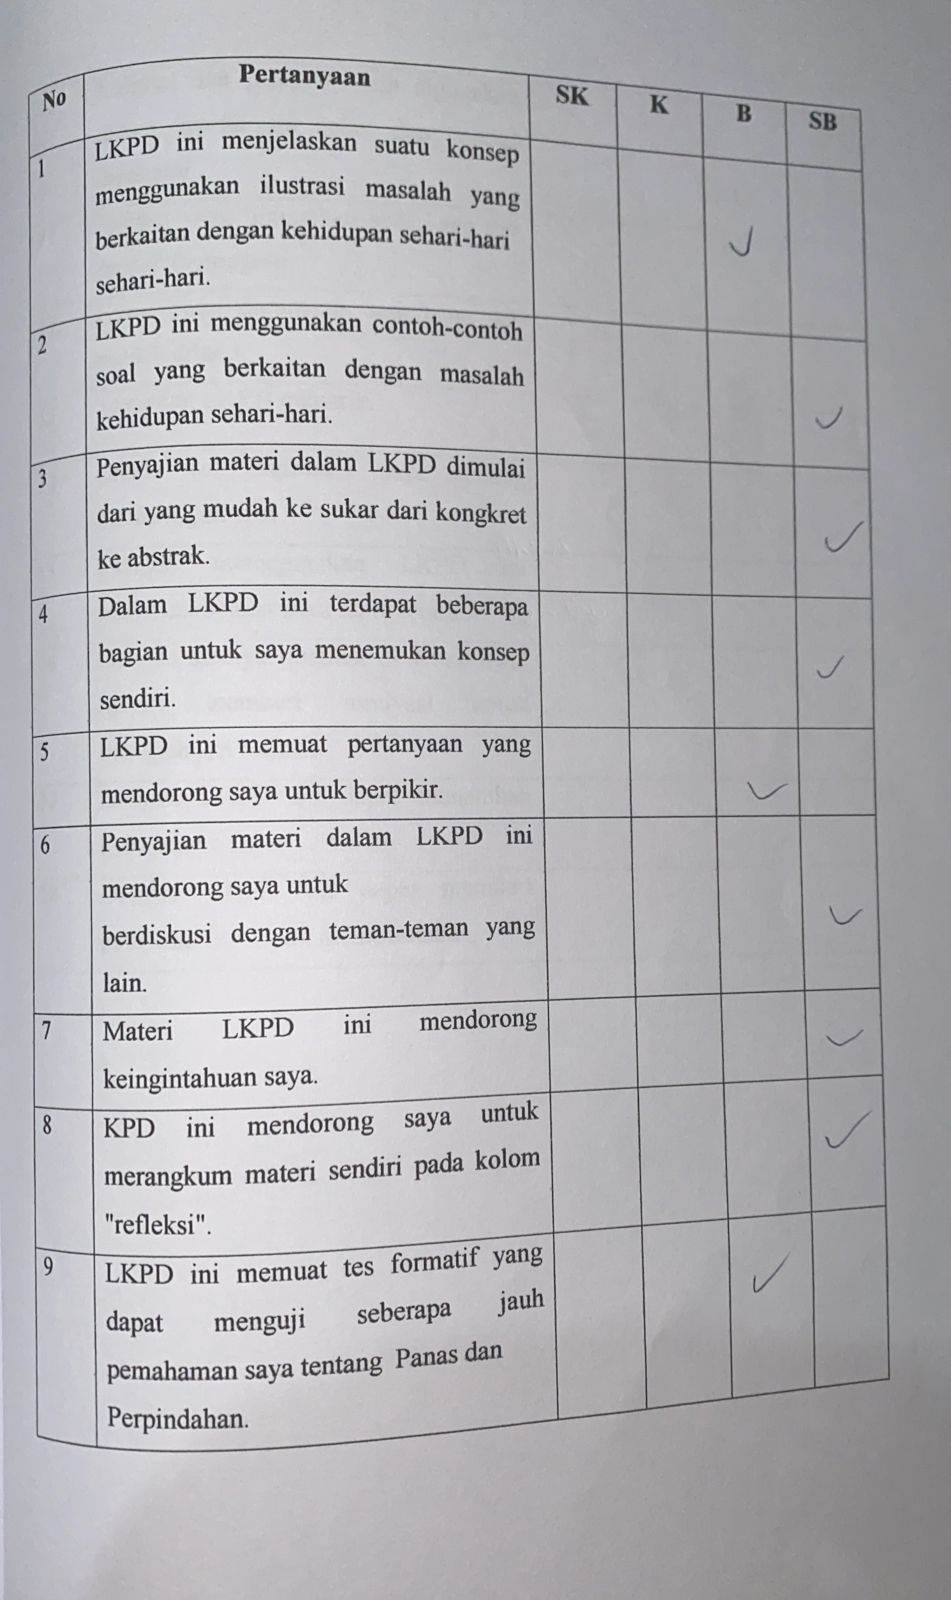 No Pertanyaan SK K B SB
1 LKPD ini menjelaskan suatu konsep
menggunakan ilustrasi masalah yang
berkaitan dengan kehidupan sehari-hari
sehari-hari.
2 LKPD ini menggunakan contoh-contoh
soal yang berkaitan dengan masalah
kehidupan sehari-hari.
3 Penyajian materi dalam LKPD dimulai
dari yang mudah ke sukar dari kongkret
ke abstrak.
4 Dalam LKPD ini terdapat beberapa
bagian untuk saya menemukan konsep
sendiri.
5 LKPD ini memuat pertanyaan yang
mendorong saya untuk berpikir.
6 Penyajian materi dalam LKPD ini
mendorong saya untuk
berdiskusi dengan teman-teman yang
lain.
7 Materi LKPD ini mendorong
keingintahuan saya.
8 KPD ini mendorong saya untuk
merangkum materi sendiri pada kolom
"refleksi".
9 LKPD ini memuat tes formatif yang
dapat menguji seberapa jauh
pemahaman saya tentang Panas dan
Perpindahan.